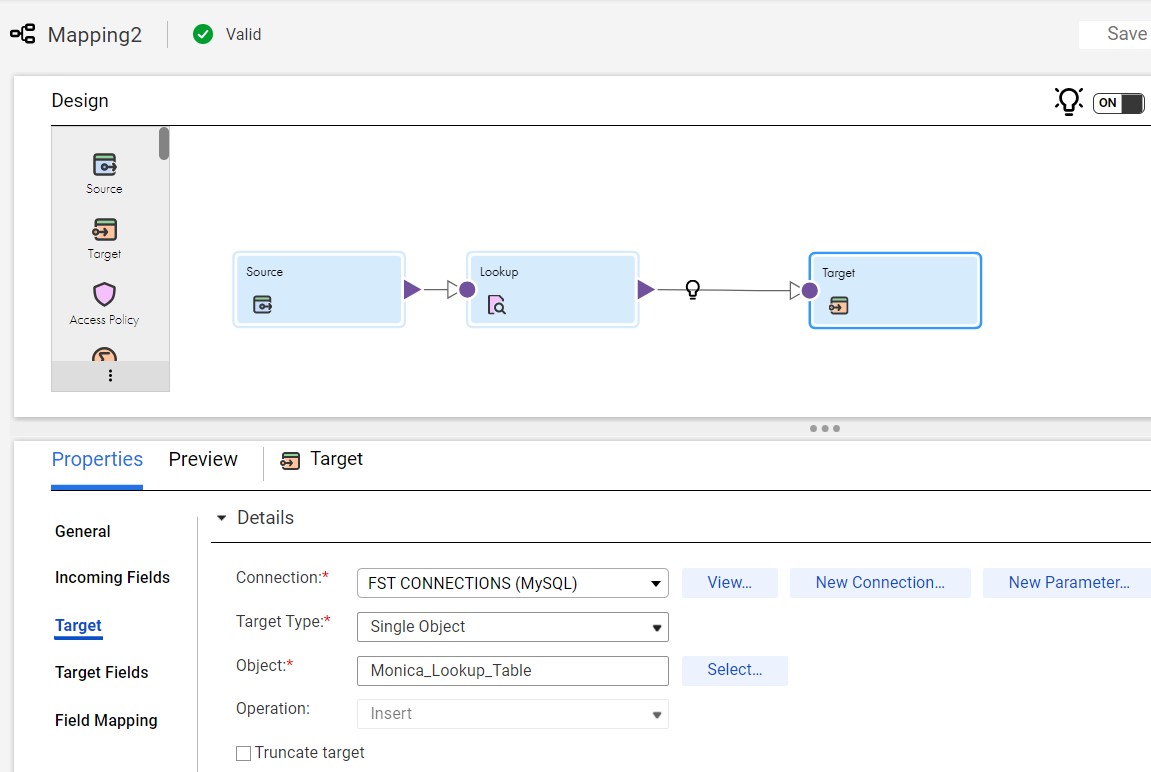 Mapping2
Valid
Save
Design
ON
Source
Target
Access Policy
Source
Lookup
Target
Properties
Preview
Target
General
Incoming Fields
Target
Target Fields
Field Mapping
Details
Connection:*
FST CONNECTIONS (MySQL)
View...
New Connection...
New Parameter...
Target Type:*
Single Object
Object:*
Monica_Lookup_Table
Select...
Operation:
Insert
Truncate target